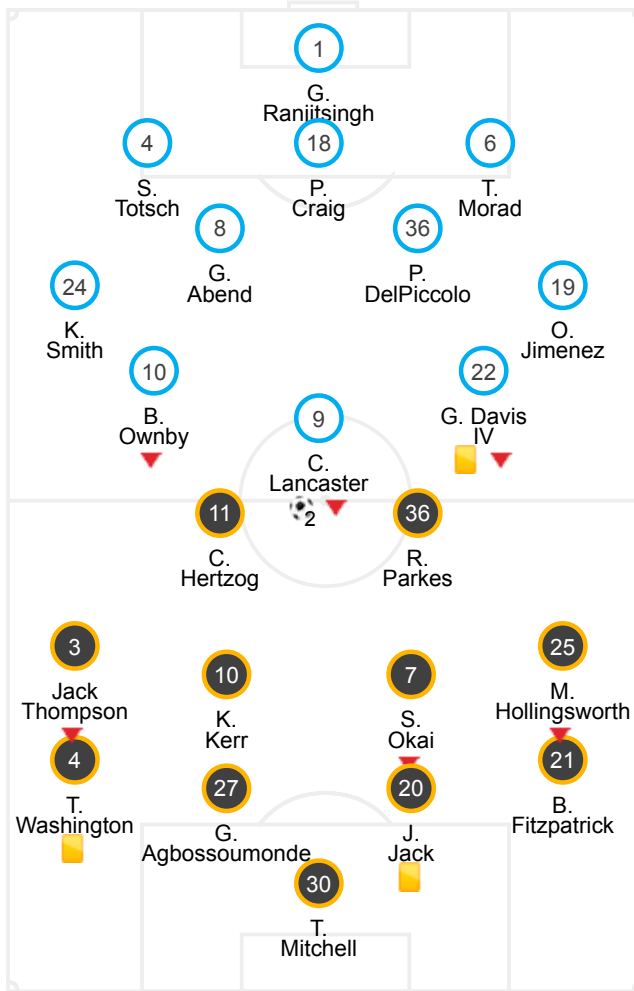 1
G.
Ranjitsingh
4
18
6
S.
Totsch
P.
Craig
T.
Morad
8
36
G.
Abend
P.
DelPiccolo
24
19
K.
Smith
O.
Jimenez
10
22
B.
Ownby
9
G. Davis
IV
C.
Lancaster
2
11
36
C.
Hertzog
R.
Parkes
3
25
Jack
Thompson
10
7
M.
Hollingsworth
K.
Kerr
S.
Okai
4
21
T.
Washington
27
20
B.
Fitzpatrick
G.
Agbossoumonde
J.
Jack
30
T.
Mitchell